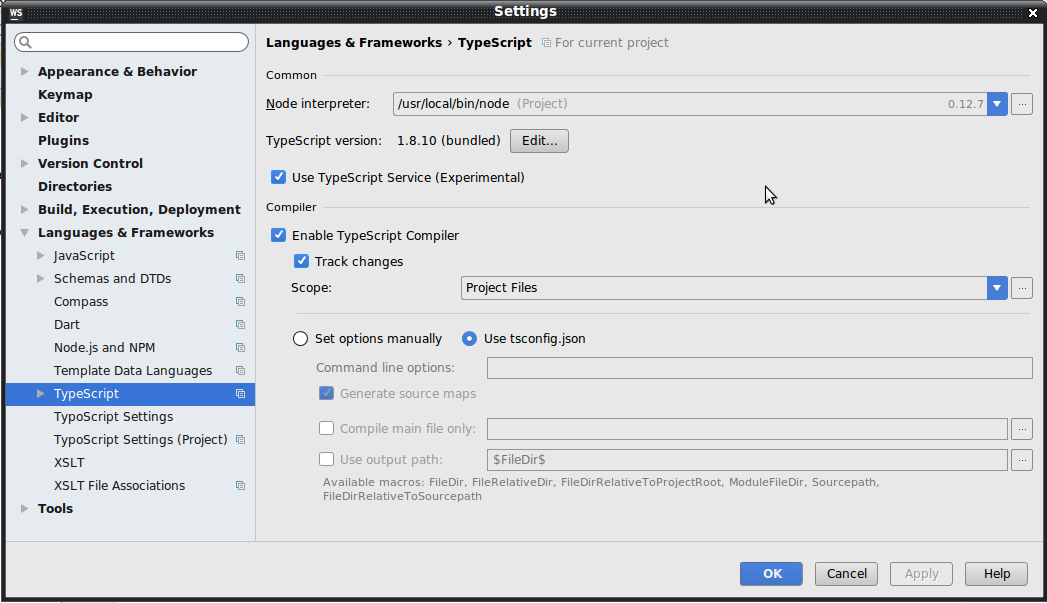 WS
Settings
Languages & Frameworks › TypeScript For current project
Appearance & Behavior
Keymap
Editor
Plugins
Version Control
Directories
Build, Execution, Deployment
Languages & Frameworks
JavaScript
Schemas and DTDs
Compass
Dart
Node.js and NPM
Template Data Languages
TypeScript
TypoScript Settings
TypoScript Settings (Project)
XSLT
XSLT File Associations
Tools
Common
Node interpreter: /usr/local/bin/node (Project) 0.12.7 ...
TypeScript version: 1.8.10 (bundled) Edit...
Use TypeScript Service (Experimental)
Compiler
Enable TypeScript Compiler
Track changes
Scope: Project Files ...
Set options manually Use tsconfig.json
Command line options:
Generate source maps
Compile main file only: ...
Use output path: $FileDir$ ...
Available macros: FileDir, FileRelativeDir, FileDirRelativeToProjectRoot, ModuleFileDir, Sourcepath,
FileDirRelativeToSourcepath
OK Cancel Apply Help